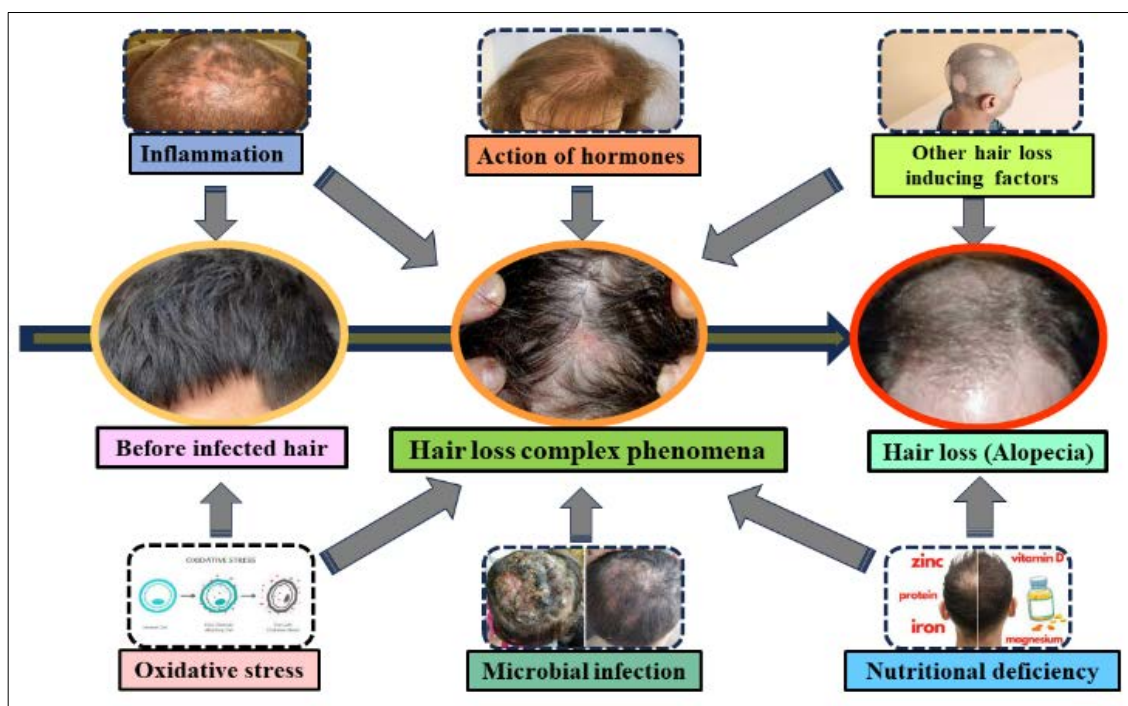 Inflammation
Action of hormones
Other hair loss
inducing factors
Before infected hair
Hair loss complex phenomena
Hair loss (Alopecia)
OXIDATIVE STRESS
zinc
vitamin D
protein
iron
magnesium
Oxidative stress
Microbial infection
Nutritional deficiency